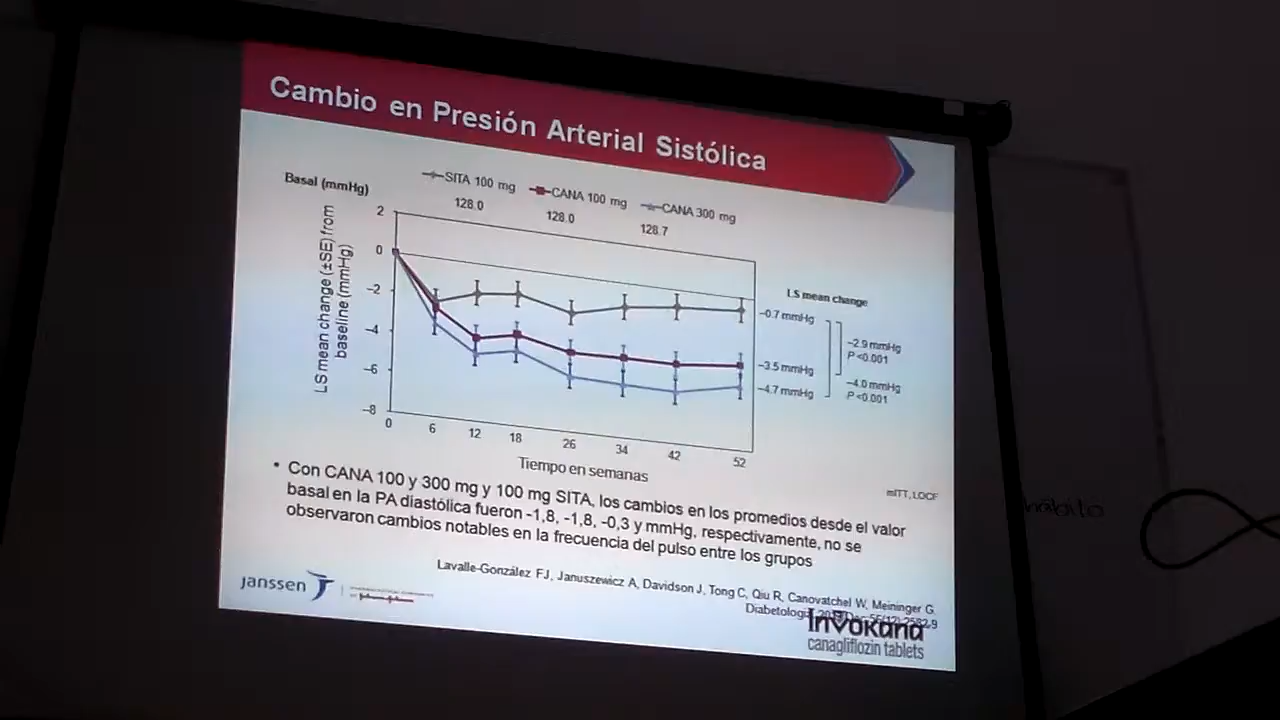 Cambio en Presión Arterial Sistólica
Basal (mmHg)
SITA 100 mg
CANA 100 mg
CANA 300 mg
128.0
128.0
128.7
LS mean change (±SE) from
baseline (mmHg)
2
0
–2
–4
–6
–8
0
6
12
18
26
34
42
52
Tiempo en semanas
LS mean change
–0.7 mmHg
–3.5 mmHg
–4.7 mmHg
–2.9 mmHg
P <0.001
–4.0 mmHg
P <0.001
mITT, LOCF
• Con CANA 100 y 300 mg y 100 mg SITA, los cambios en los promedios desde el valor
basal en la PA diastólica fueron -1,8, -1,8, -0,3 y mmHg, respectivamente, no se
observaron cambios notables en la frecuencia del pulso entre los grupos
Lavalle-González FJ, Januszewicz A, Davidson J, Tong C, Qiu R, Canovatchel W, Meininger G.
janssen
Invokana
canagliflozin tablets